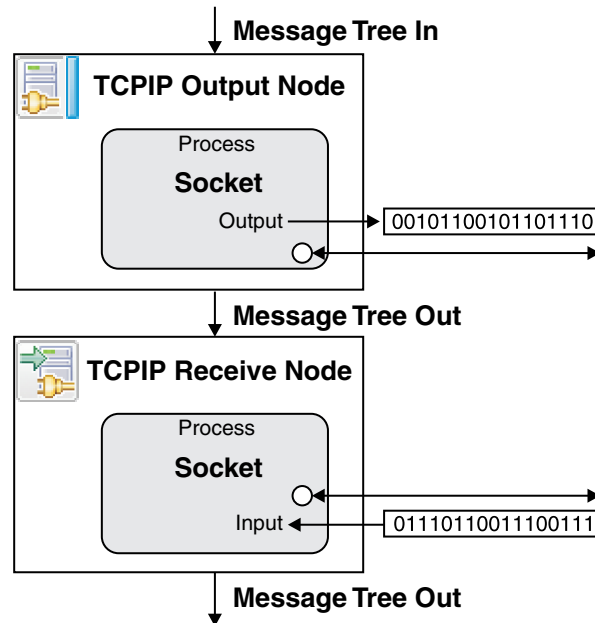 Message Tree In
TCPIP Output Node
Process
Socket
Output
00101100101101110
Message Tree Out
TCPIP Receive Node
Process
Socket
Input
01110110011100111
Message Tree Out